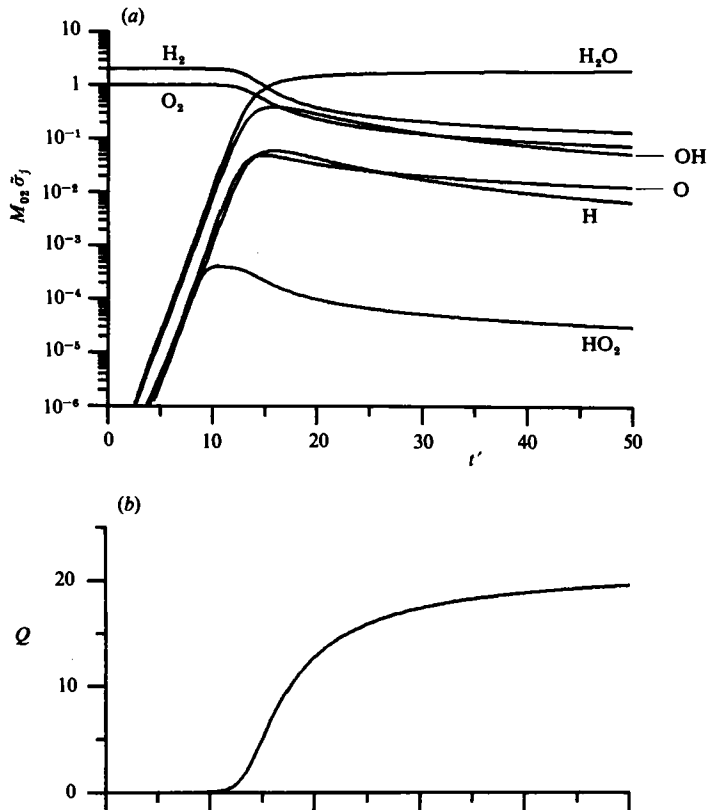 (a)
10
1
10⁻¹
10⁻²
10⁻³
10⁻⁴
10⁻⁵
10⁻⁶
M₀₂ σ̃ⱼ
H₂
O₂
H₂O
OH
O
H
HO₂
0 10 20 30 40 50
t′
(b)
20
10
0
Q